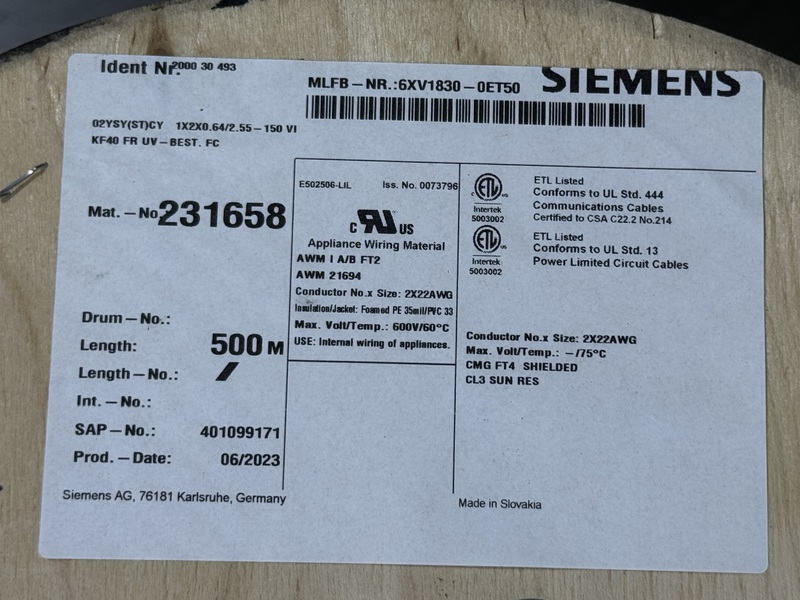 Ident Nr. 2000 30 493
SIEMENS
MLFB-NR.:6XV1830-0ET50
02YSY(ST)CY 1X2X0.64/2.55-150 VI
KF40 FR UV-BEST. FC
Mat.-No. 231658
Drum-No.:
Length: 500 M
Length-No.: /
Int.-No.:
SAP-No.: 401099171
Prod.-Date: 06/2023
Siemens AG, 76181 Karlsruhe, Germany
E502506-LIL Iss. No. 0073796
c RU US
Appliance Wiring Material
AWM I A/B FT2
AWM 21694
Conductor No.x Size: 2X22AWG
Insulation/Jacket: Foamed PE 35mil/PVC 33
Max. Volt/Temp.: 600V/60°C
USE: Internal wiring of appliances.
c ETL us
Intertek
5003002
ETL Listed
Conforms to UL Std. 444
Communications Cables
Certified to CSA C22.2 No.214
c ETL us
Intertek
5003002
ETL Listed
Conforms to UL Std. 13
Power Limited Circuit Cables
Conductor No.x Size: 2X22AWG
Max. Volt/Temp.: -/75°C
CMG FT4 SHIELDED
CL3 SUN RES
Made in Slovakia